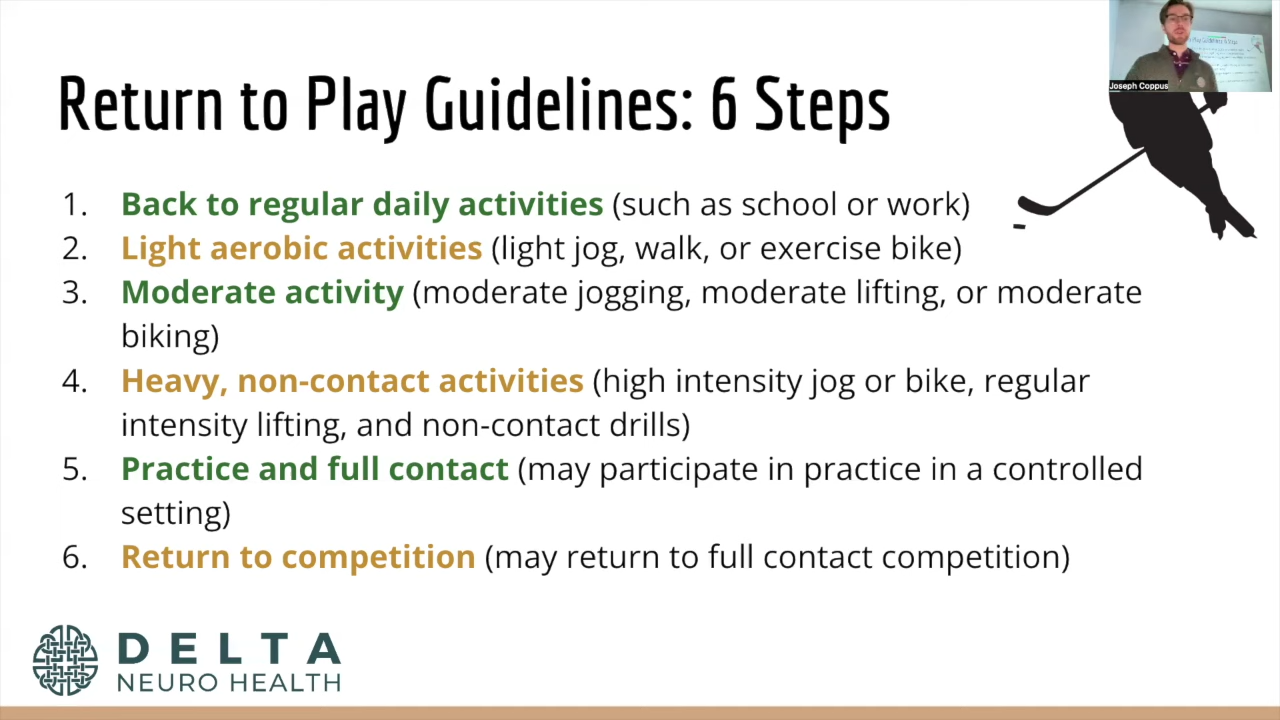 Joseph Coppus
Return to Play Guidelines: 6 Steps
1. Back to regular daily activities (such as school or work)
2. Light aerobic activities (light jog, walk, or exercise bike)
3. Moderate activity (moderate jogging, moderate lifting, or moderate
biking)
4. Heavy, non-contact activities (high intensity jog or bike, regular
intensity lifting, and non-contact drills)
5. Practice and full contact (may participate in practice in a controlled
setting)
6. Return to competition (may return to full contact competition)
DELTA
NEURO HEALTH